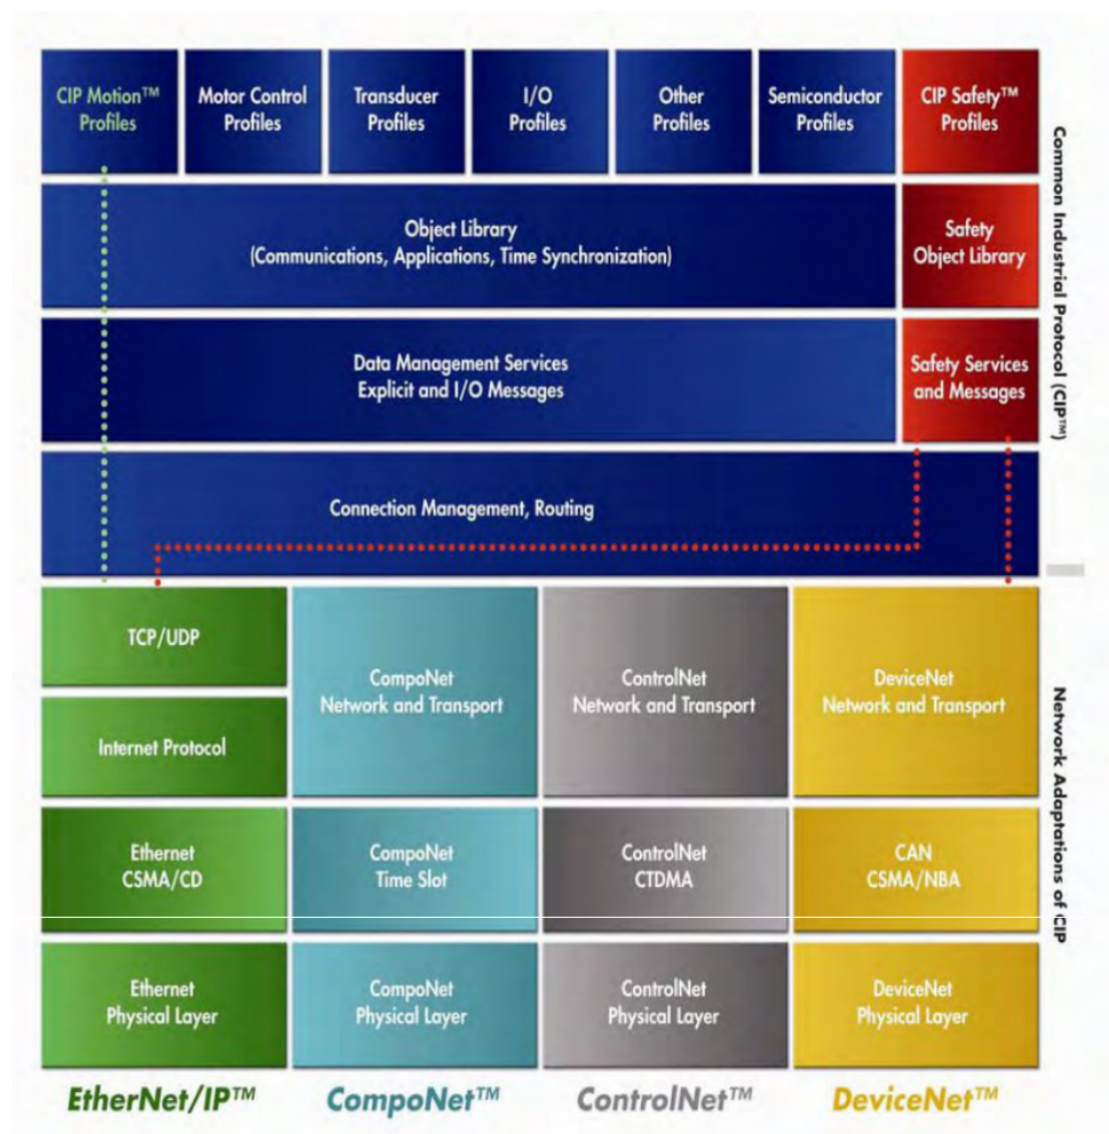 CIP Motion™
Profiles
Motor Control
Profiles
Transducer
Profiles
I/O
Profiles
Other
Profiles
Semiconductor
Profiles
CIP Safety™
Profiles
Object Library
(Communications, Applications, Time Synchronization)
Safety
Object Library
Data Management Services
Explicit and I/O Messages
Safety Services
and Messages
Connection Management, Routing
Common Industrial Protocol (CIP™)
TCP/UDP
Internet Protocol
CompoNet
Network and Transport
ControlNet
Network and Transport
DeviceNet
Network and Transport
Ethernet
CSMA/CD
CompoNet
Time Slot
ControlNet
CTDMA
CAN
CSMA/NBA
Ethernet
Physical Layer
CompoNet
Physical Layer
ControlNet
Physical Layer
DeviceNet
Physical Layer
Network Adaptations of CIP
EtherNet/IP™
CompoNet™
ControlNet™
DeviceNet™